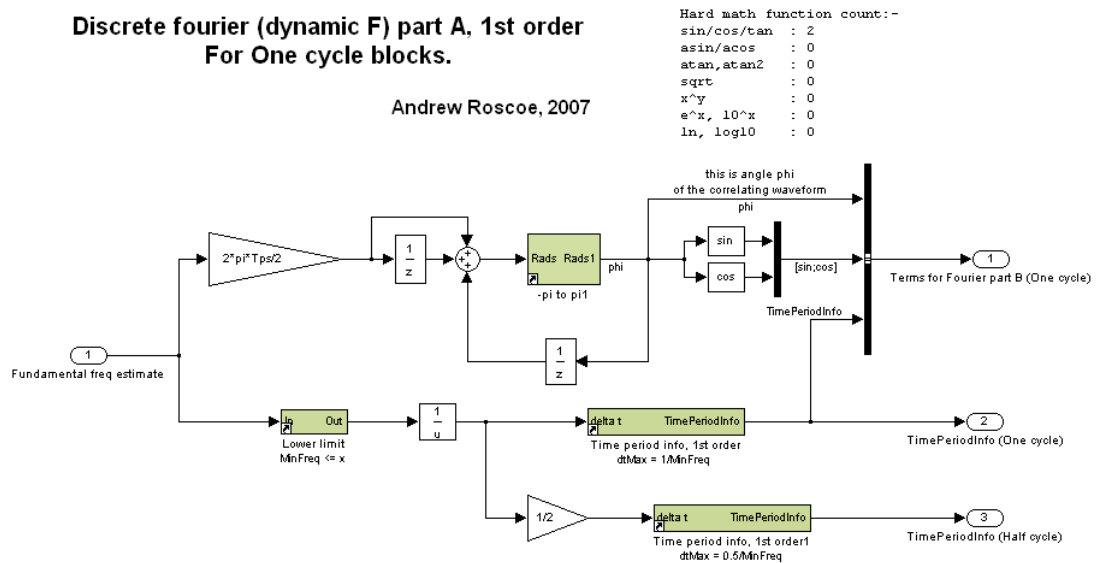 Discrete fourier (dynamic F) part A, 1st order
For One cycle blocks.
Andrew Roscoe, 2007
Hard math function count:-
sin/cos/tan : 2
asin/acos : 0
atan,atan2 : 0
sqrt : 0
x^y : 0
e^x, 10^x : 0
ln, log10 : 0
this is angle phi
of the correlating waveform
phi
2*pi*Tps/2
1
z
+
+
+
Rads Rads1
-pi to pi1
phi
sin
cos
[sin;cos]
1
Terms for Fourier part B (One cycle)
TimePeriodInfo
1
z
1
Fundamental freq estimate
In Out
Lower limit
MinFreq <= x
1
u
delta t TimePeriodInfo
Time period info, 1st order
dtMax = 1/MinFreq
2
TimePeriodInfo (One cycle)
1/2
delta t TimePeriodInfo
Time period info, 1st order1
dtMax = 0.5/MinFreq
3
TimePeriodInfo (Half cycle)